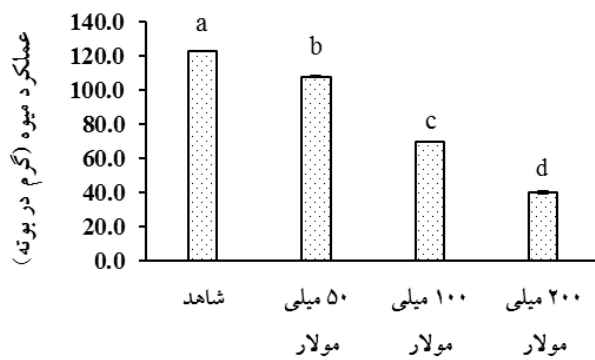 عملکرد میوه (گرم در بوته)
140.0
120.0
100.0
80.0
60.0
40.0
20.0
0.0
a
b
c
d
شاهد
۵۰ میلی
مولار
۱۰۰ میلی
مولار
۲۰۰ میلی
مولار